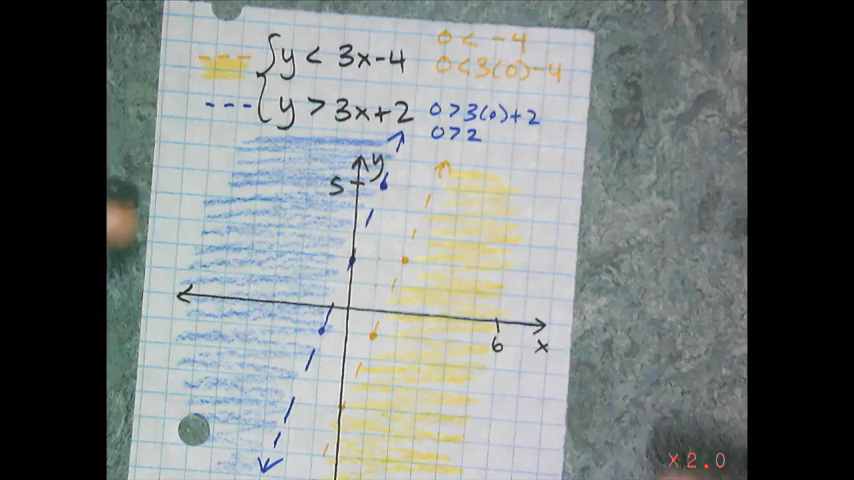 y < 3x-4
0 < -4
0 < 3(0)-4
y > 3x+2
0 > 3(0)+2
0 > 2
y
5
6
x
x2.0